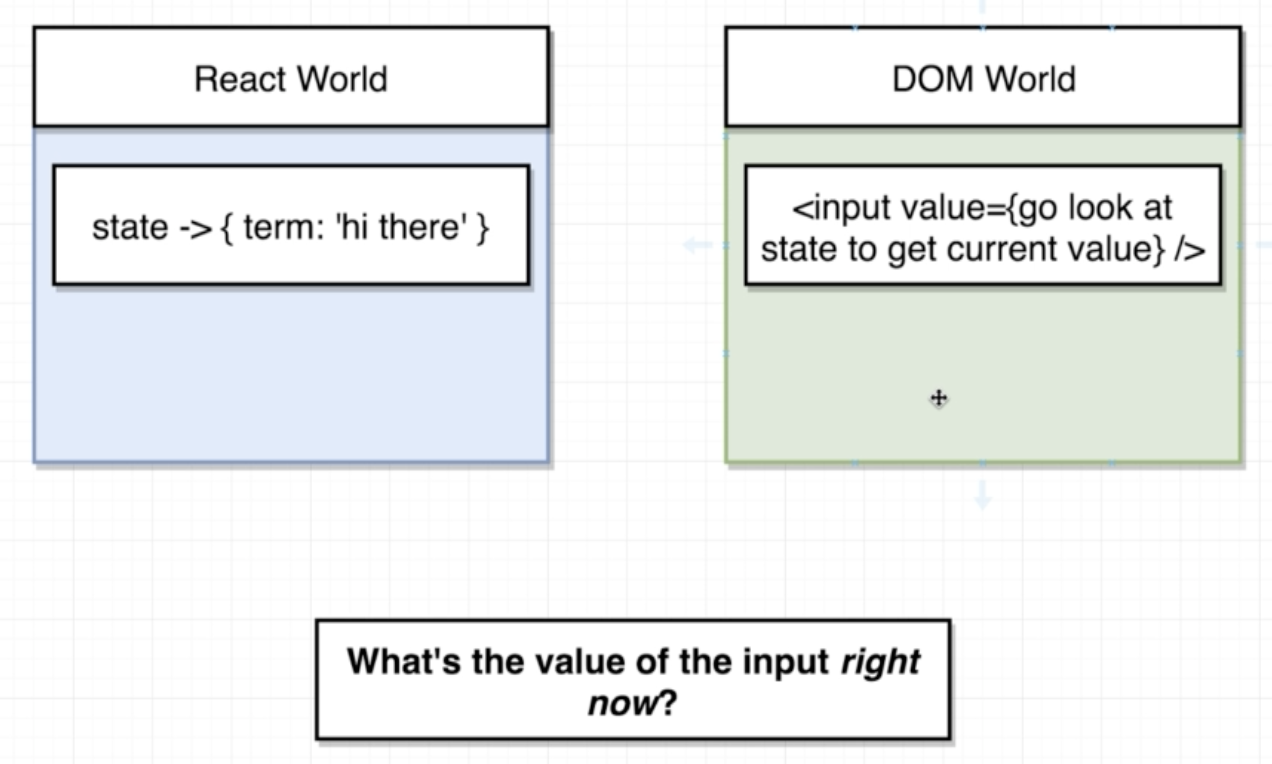 React World
DOM World
state -> { term: 'hi there' }
<input value={go look at
state to get current value} />
What's the value of the input right
now?